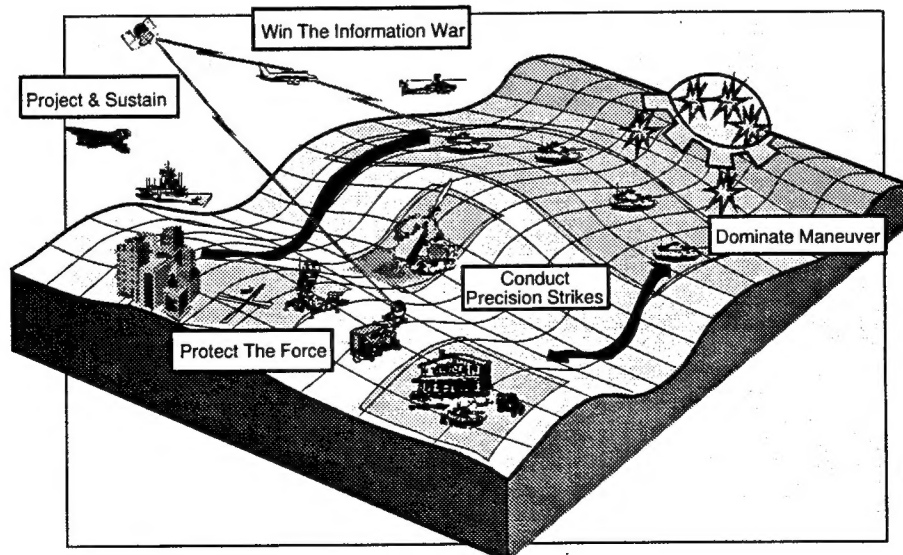 Win The Information War
Project & Sustain
Dominate Maneuver
Conduct
Precision Strikes
Protect The Force